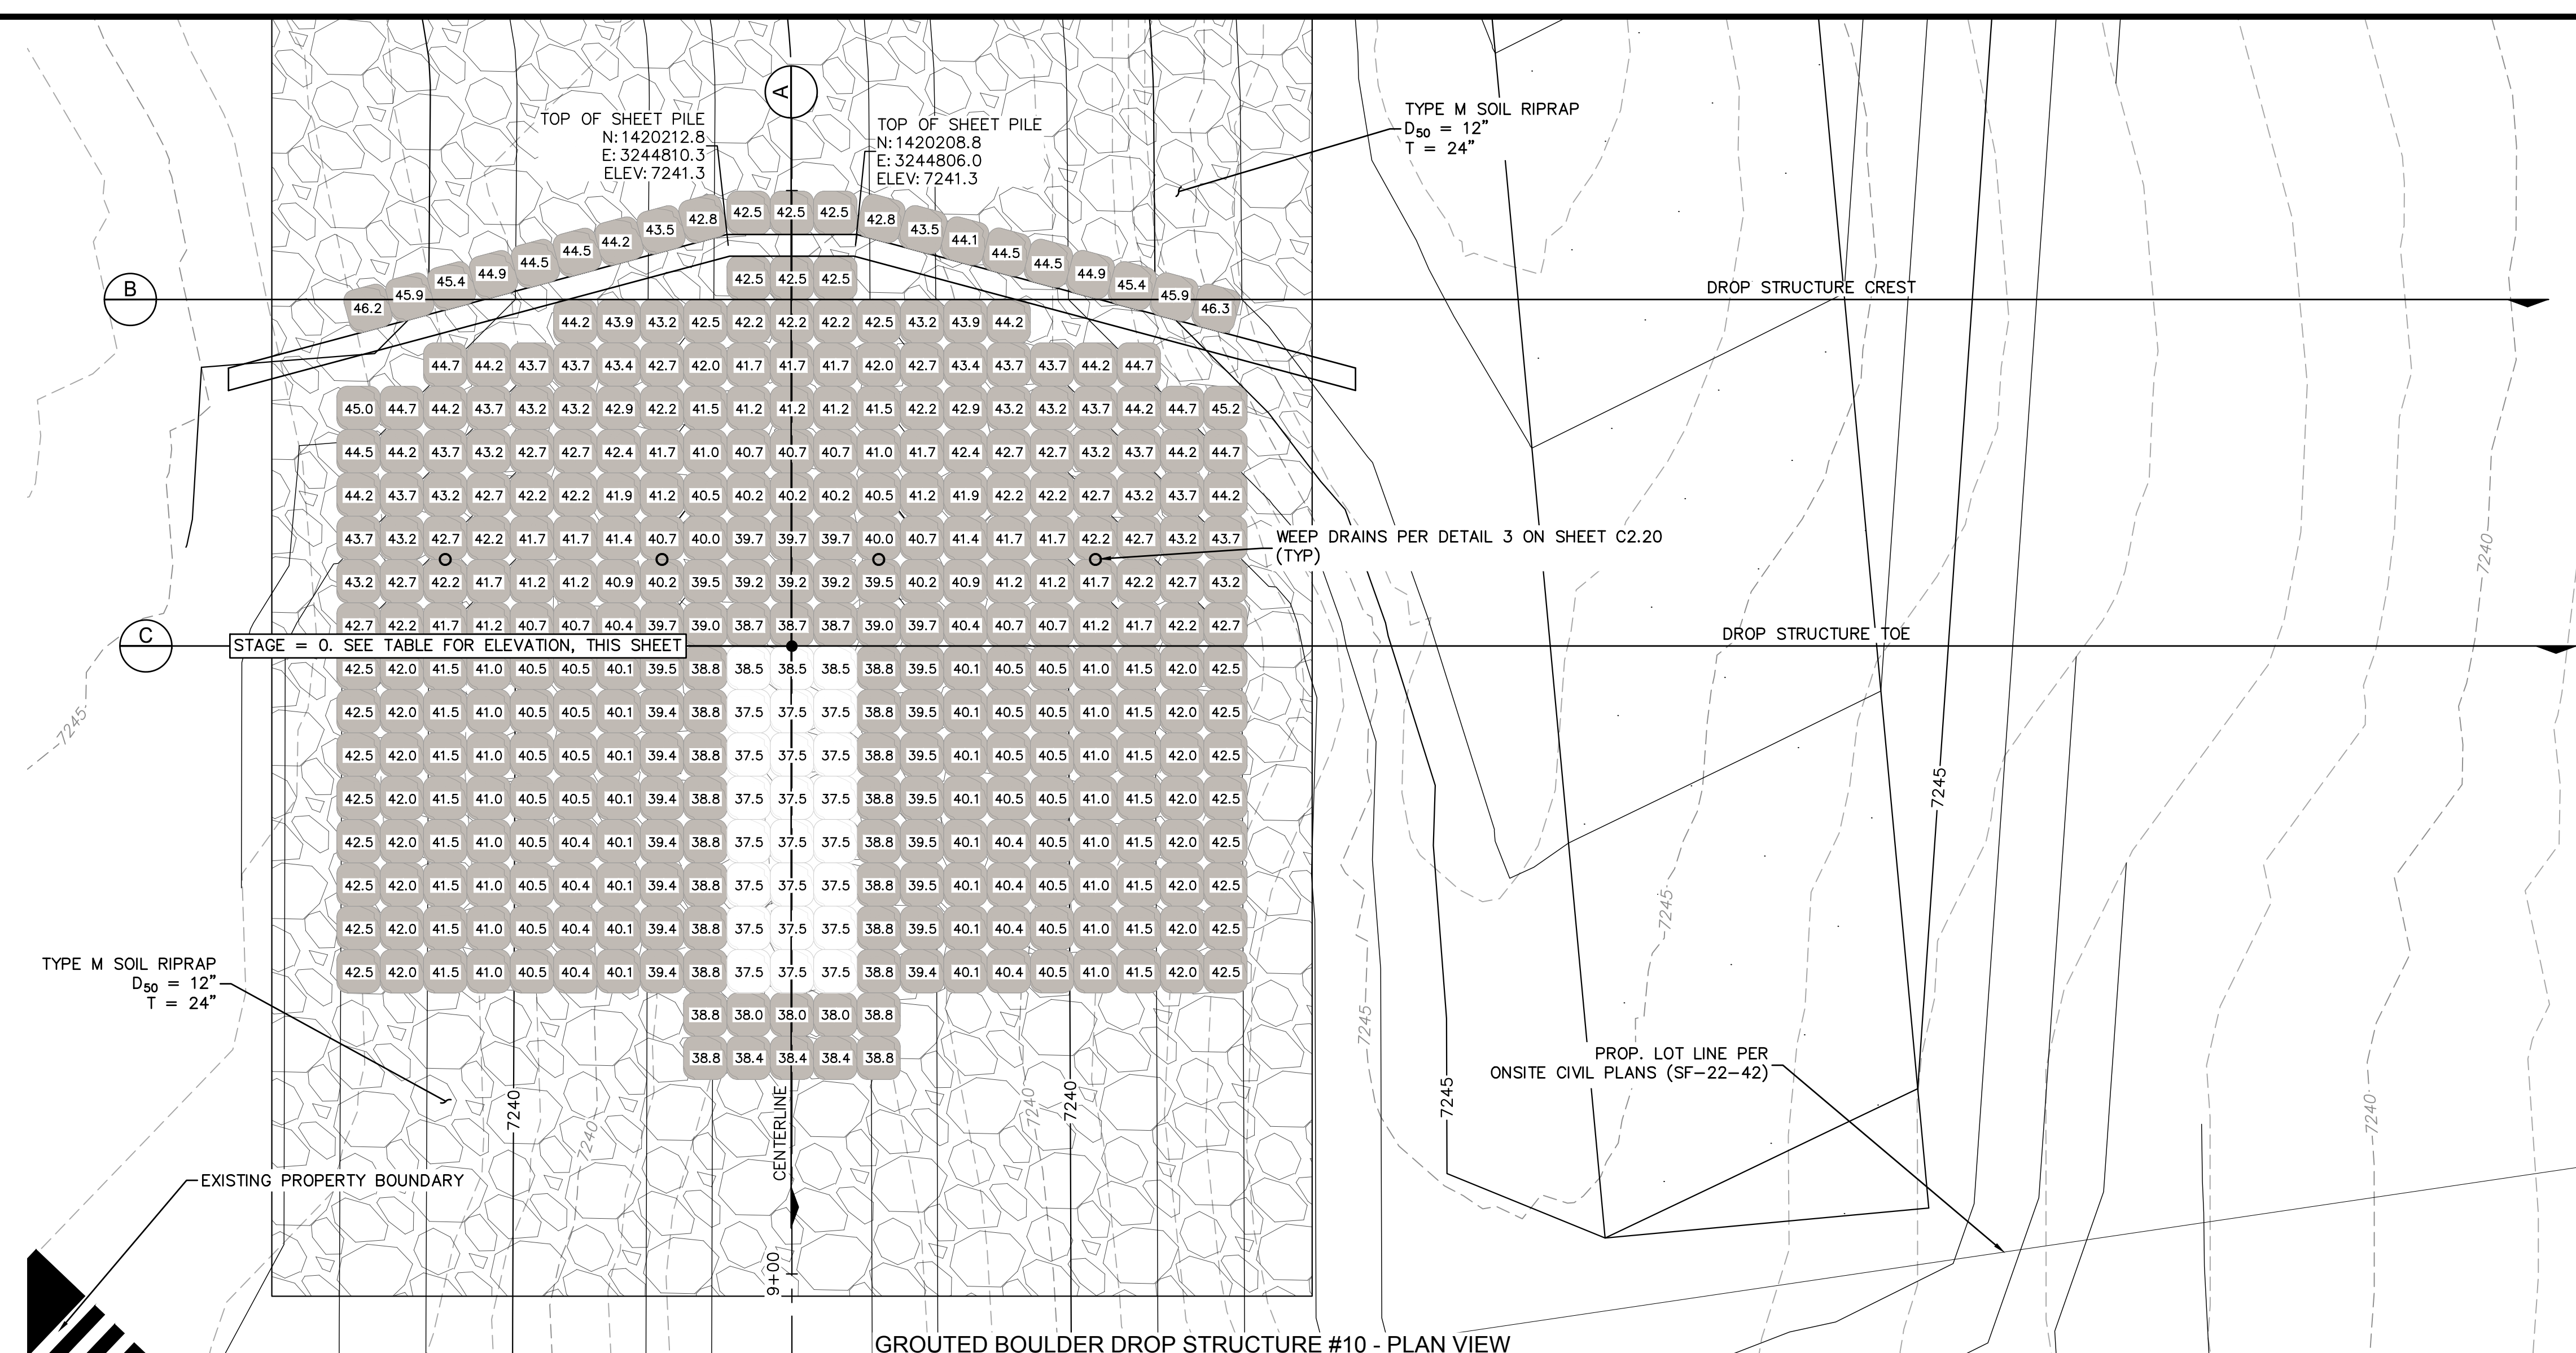 A
TOP OF SHEET PILE
N: 1420212.8
E: 3244810.3
ELEV: 7241.3
TOP OF SHEET PILE
N: 1420208.8
E: 3244806.0
ELEV: 7241.3
TYPE M SOIL RIPRAP
D50 = 12"
T = 24"
46.2 45.9 45.4 44.9 44.5 44.5 44.2 43.5 42.8 42.5 42.5 42.5 42.8 43.5 44.1 44.5 44.5 44.9 45.4 45.9 46.3
42.5 42.5 42.5
B
DROP STRUCTURE CREST
44.2 43.9 43.2 42.5 42.2 42.2 42.2 42.5 43.2 43.9 44.2
44.7 44.2 43.7 43.7 43.4 42.7 42.0 41.7 41.7 41.7 42.0 42.7 43.4 43.7 43.7 44.2 44.7
45.0 44.7 44.2 43.7 43.2 43.2 42.9 42.2 41.5 41.2 41.2 41.2 41.5 42.2 42.9 43.2 43.2 43.7 44.2 44.7 45.2
44.5 44.2 43.7 43.2 42.7 42.7 42.4 41.7 41.0 40.7 40.7 40.7 41.0 41.7 42.4 42.7 42.7 43.2 43.7 44.2 44.7
44.2 43.7 43.2 42.7 42.2 42.2 41.9 41.2 40.5 40.2 40.2 40.2 40.5 41.2 41.9 42.2 42.2 42.7 43.2 43.7 44.2
43.7 43.2 42.7 42.2 41.7 41.7 41.4 40.7 40.0 39.7 39.7 39.7 40.0 40.7 41.4 41.7 41.7 42.2 42.7 43.2 43.7
WEEP DRAINS PER DETAIL 3 ON SHEET C2.20
(TYP)
7240
43.2 42.7 42.2 41.7 41.2 41.2 40.9 40.2 39.5 39.2 39.2 39.2 39.5 40.2 40.9 41.2 41.2 41.7 42.2 42.7 43.2
42.7 42.2 41.7 41.2 40.7 40.7 40.4 39.7 39.0 38.7 38.7 38.7 39.0 39.7 40.4 40.7 40.7 41.2 41.7 42.2 42.7
C
STAGE = 0. SEE TABLE FOR ELEVATION, THIS SHEET
DROP STRUCTURE TOE
42.5 42.0 41.5 41.0 40.5 40.5 40.1 39.5 38.8 38.5 38.5 38.5 38.8 39.5 40.1 40.5 40.5 41.0 41.5 42.0 42.5
7245
42.5 42.0 41.5 41.0 40.5 40.5 40.1 39.4 38.8 37.5 37.5 37.5 38.8 39.5 40.1 40.5 40.5 41.0 41.5 42.0 42.5
42.5 42.0 41.5 41.0 40.5 40.5 40.1 39.4 38.8 37.5 37.5 37.5 38.8 39.5 40.1 40.5 40.5 41.0 41.5 42.0 42.5
7245
42.5 42.0 41.5 41.0 40.5 40.5 40.1 39.4 38.8 37.5 37.5 37.5 38.8 39.5 40.1 40.5 40.5 41.0 41.5 42.0 42.5
42.5 42.0 41.5 41.0 40.5 40.4 40.1 39.4 38.8 37.5 37.5 37.5 38.8 39.5 40.1 40.4 40.5 41.0 41.5 42.0 42.5
42.5 42.0 41.5 41.0 40.5 40.4 40.1 39.4 38.8 37.5 37.5 37.5 38.8 39.5 40.1 40.4 40.5 41.0 41.5 42.0 42.5
7245
42.5 42.0 41.5 41.0 40.5 40.4 40.1 39.4 38.8 37.5 37.5 37.5 38.8 39.5 40.1 40.4 40.5 41.0 41.5 42.0 42.5
42.5 42.0 41.5 41.0 40.5 40.4 40.1 39.4 38.8 37.5 37.5 37.5 38.8 39.4 40.1 40.4 40.5 41.0 41.5 42.0 42.5
TYPE M SOIL RIPRAP
D50 = 12"
T = 24"
38.8 38.0 38.0 38.0 38.8
7245
38.8 38.4 38.4 38.4 38.8
PROP. LOT LINE PER
ONSITE CIVIL PLANS (SF-22-42)
7240
7240
CENTERLINE
7240
7240
7245
7240
EXISTING PROPERTY BOUNDARY
9+00
GROUTED BOULDER DROP STRUCTURE #10 - PLAN VIEW